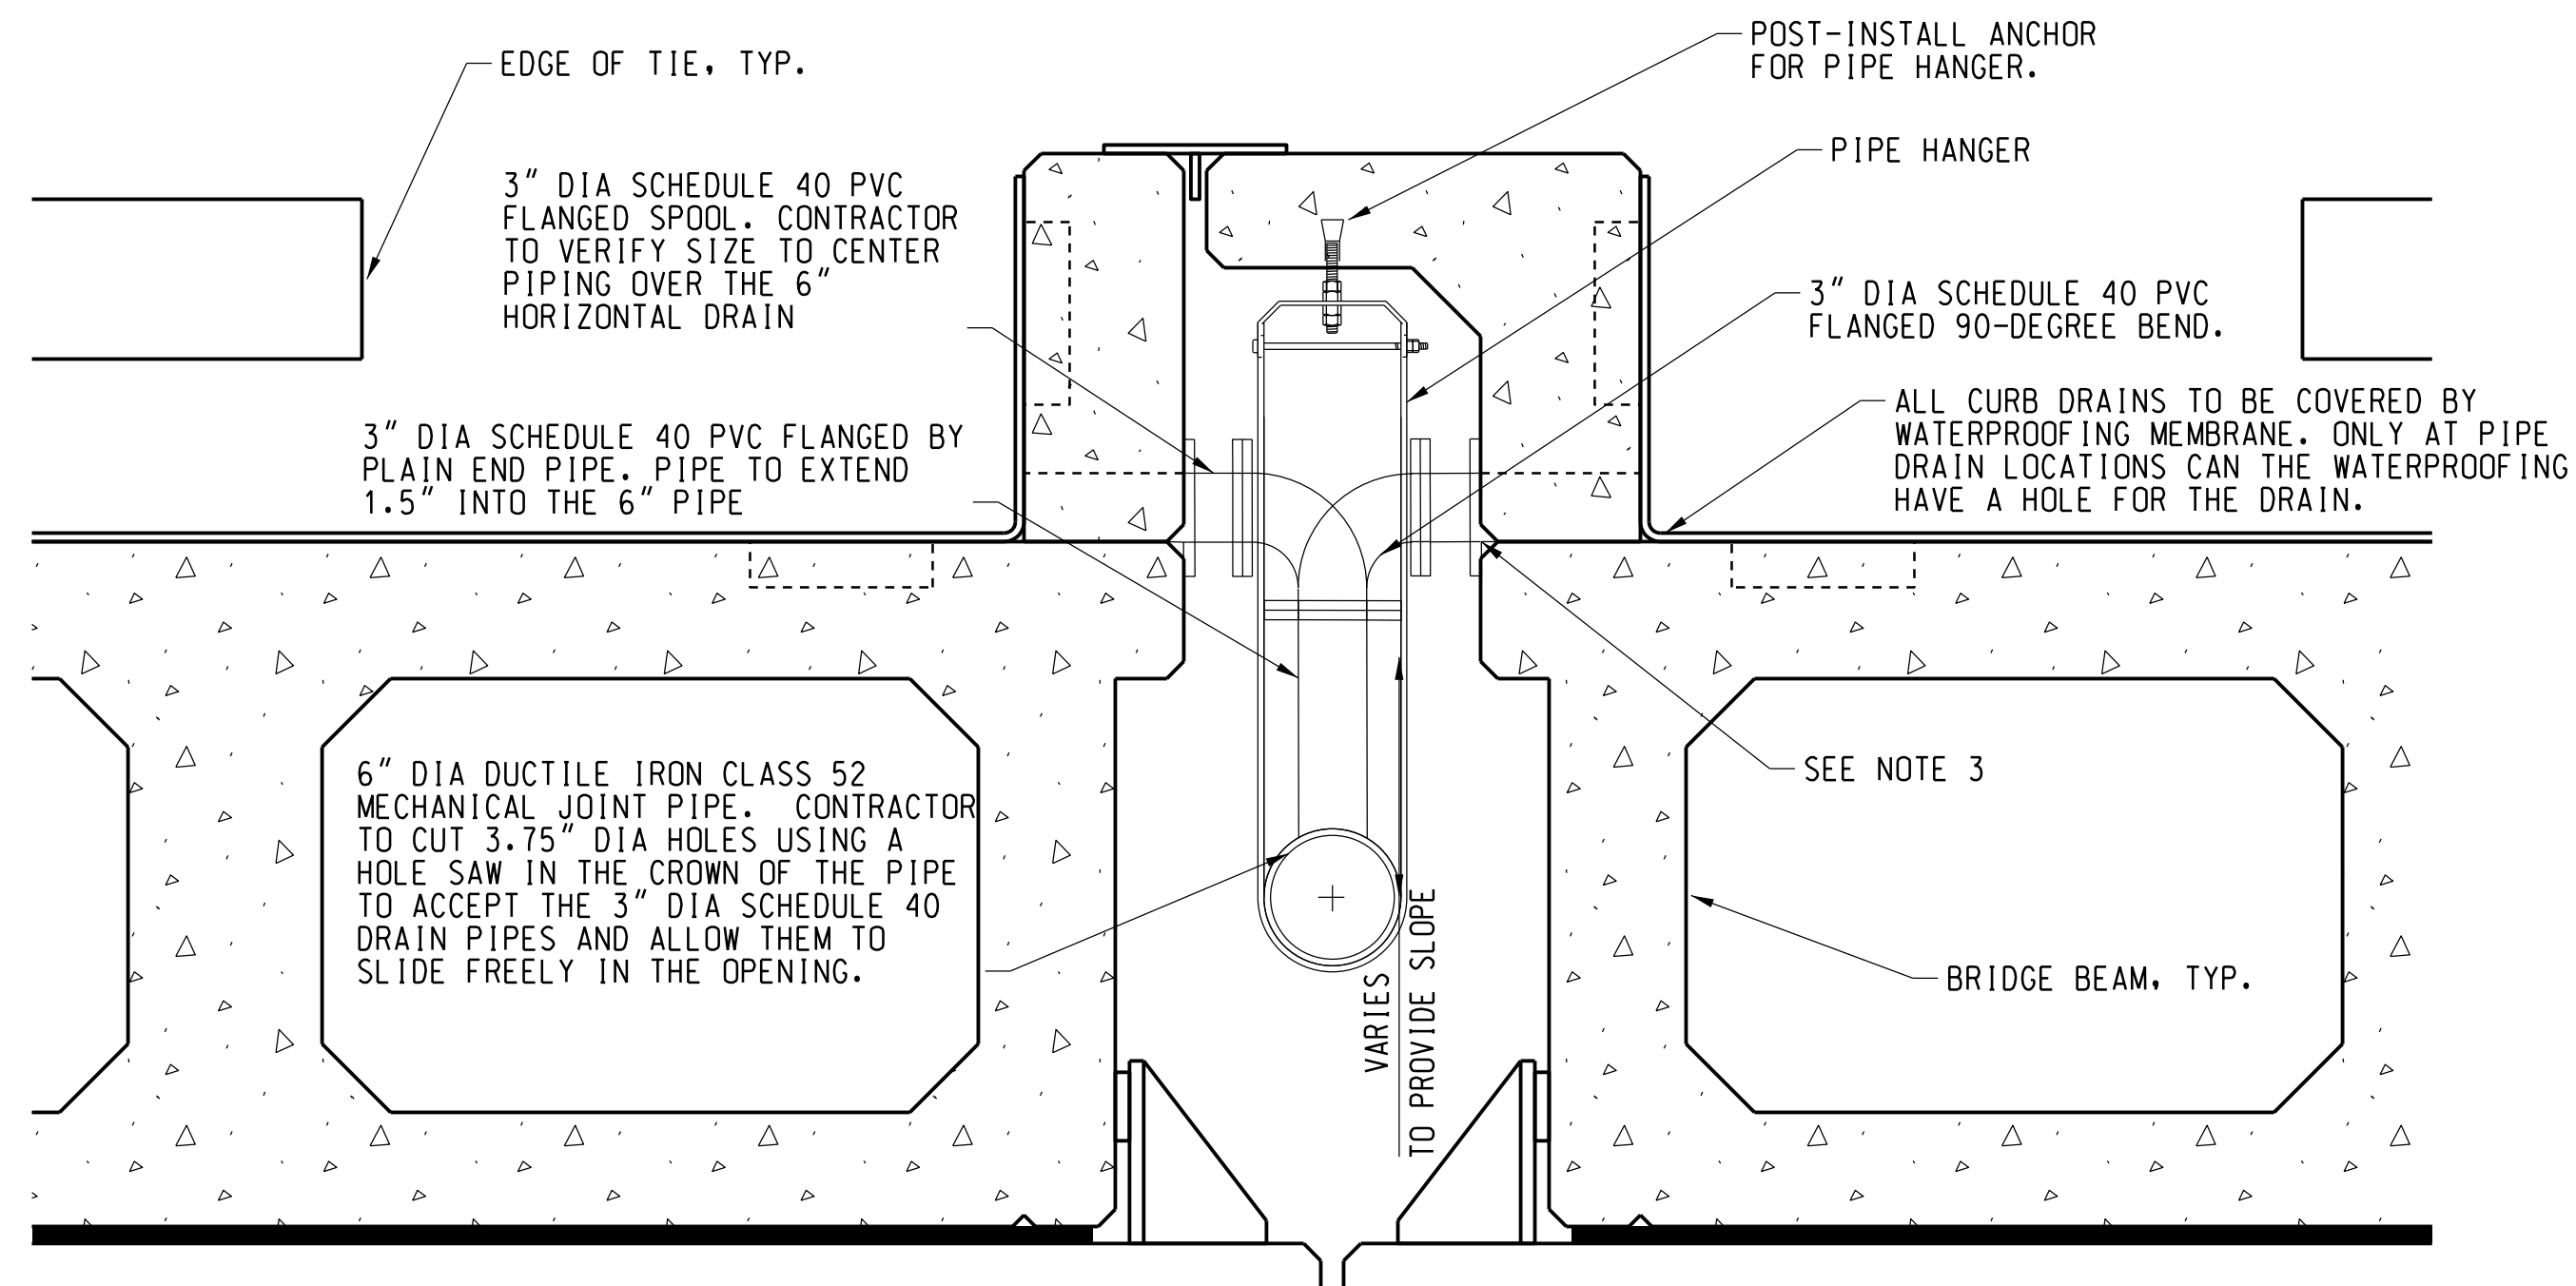 EDGE OF TIE, TYP.
POST-INSTALL ANCHOR
FOR PIPE HANGER.
PIPE HANGER
3" DIA SCHEDULE 40 PVC
FLANGED SPOOL. CONTRACTOR
TO VERIFY SIZE TO CENTER
PIPING OVER THE 6"
HORIZONTAL DRAIN
3" DIA SCHEDULE 40 PVC
FLANGED 90-DEGREE BEND.
3" DIA SCHEDULE 40 PVC FLANGED BY
PLAIN END PIPE. PIPE TO EXTEND
1.5" INTO THE 6" PIPE
ALL CURB DRAINS TO BE COVERED BY
WATERPROOFING MEMBRANE. ONLY AT PIPE
DRAIN LOCATIONS CAN THE WATERPROOFING
HAVE A HOLE FOR THE DRAIN.
6" DIA DUCTILE IRON CLASS 52
MECHANICAL JOINT PIPE. CONTRACTOR
TO CUT 3.75" DIA HOLES USING A
HOLE SAW IN THE CROWN OF THE PIPE
TO ACCEPT THE 3" DIA SCHEDULE 40
DRAIN PIPES AND ALLOW THEM TO
SLIDE FREELY IN THE OPENING.
SEE NOTE 3
VARIES
TO PROVIDE SLOPE
BRIDGE BEAM, TYP.